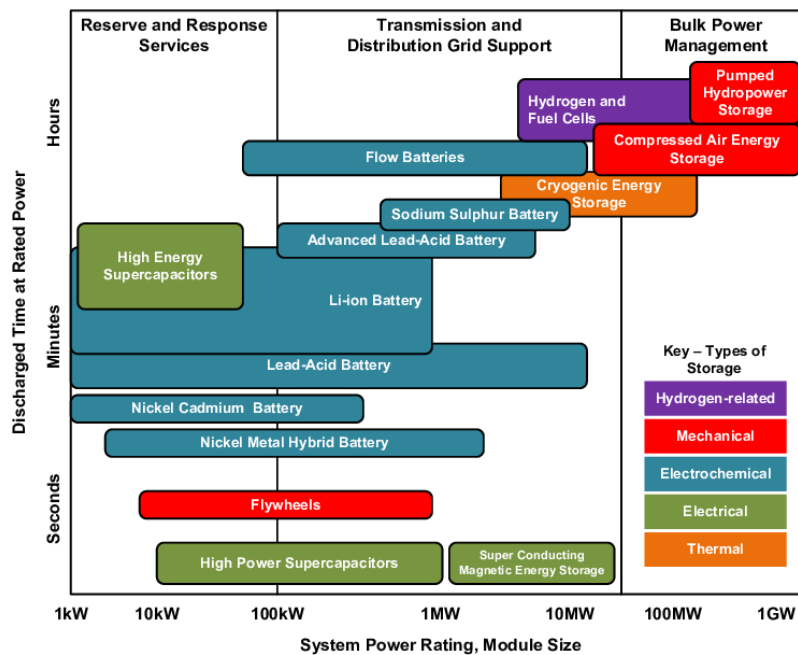 Reserve and Response
Services
Transmission and
Distribution Grid Support
Bulk Power
Management
Pumped
Hydropower
Storage
Hydrogen and
Fuel Cells
Compressed Air Energy
Storage
Flow Batteries
Cryogenic Energy
Storage
Sodium Sulphur Battery
Advanced Lead-Acid Battery
High Energy
Supercapacitors
Li-ion Battery
Lead-Acid Battery
Nickel Cadmium Battery
Nickel Metal Hybrid Battery
Flywheels
High Power Supercapacitors
Super Conducting
Magnetic Energy Storage
Key – Types of
Storage
Hydrogen-related
Mechanical
Electrochemical
Electrical
Thermal
Discharged Time at Rated Power
Hours
Minutes
Seconds
1kW 10kW 100kW 1MW 10MW 100MW 1GW
System Power Rating, Module Size